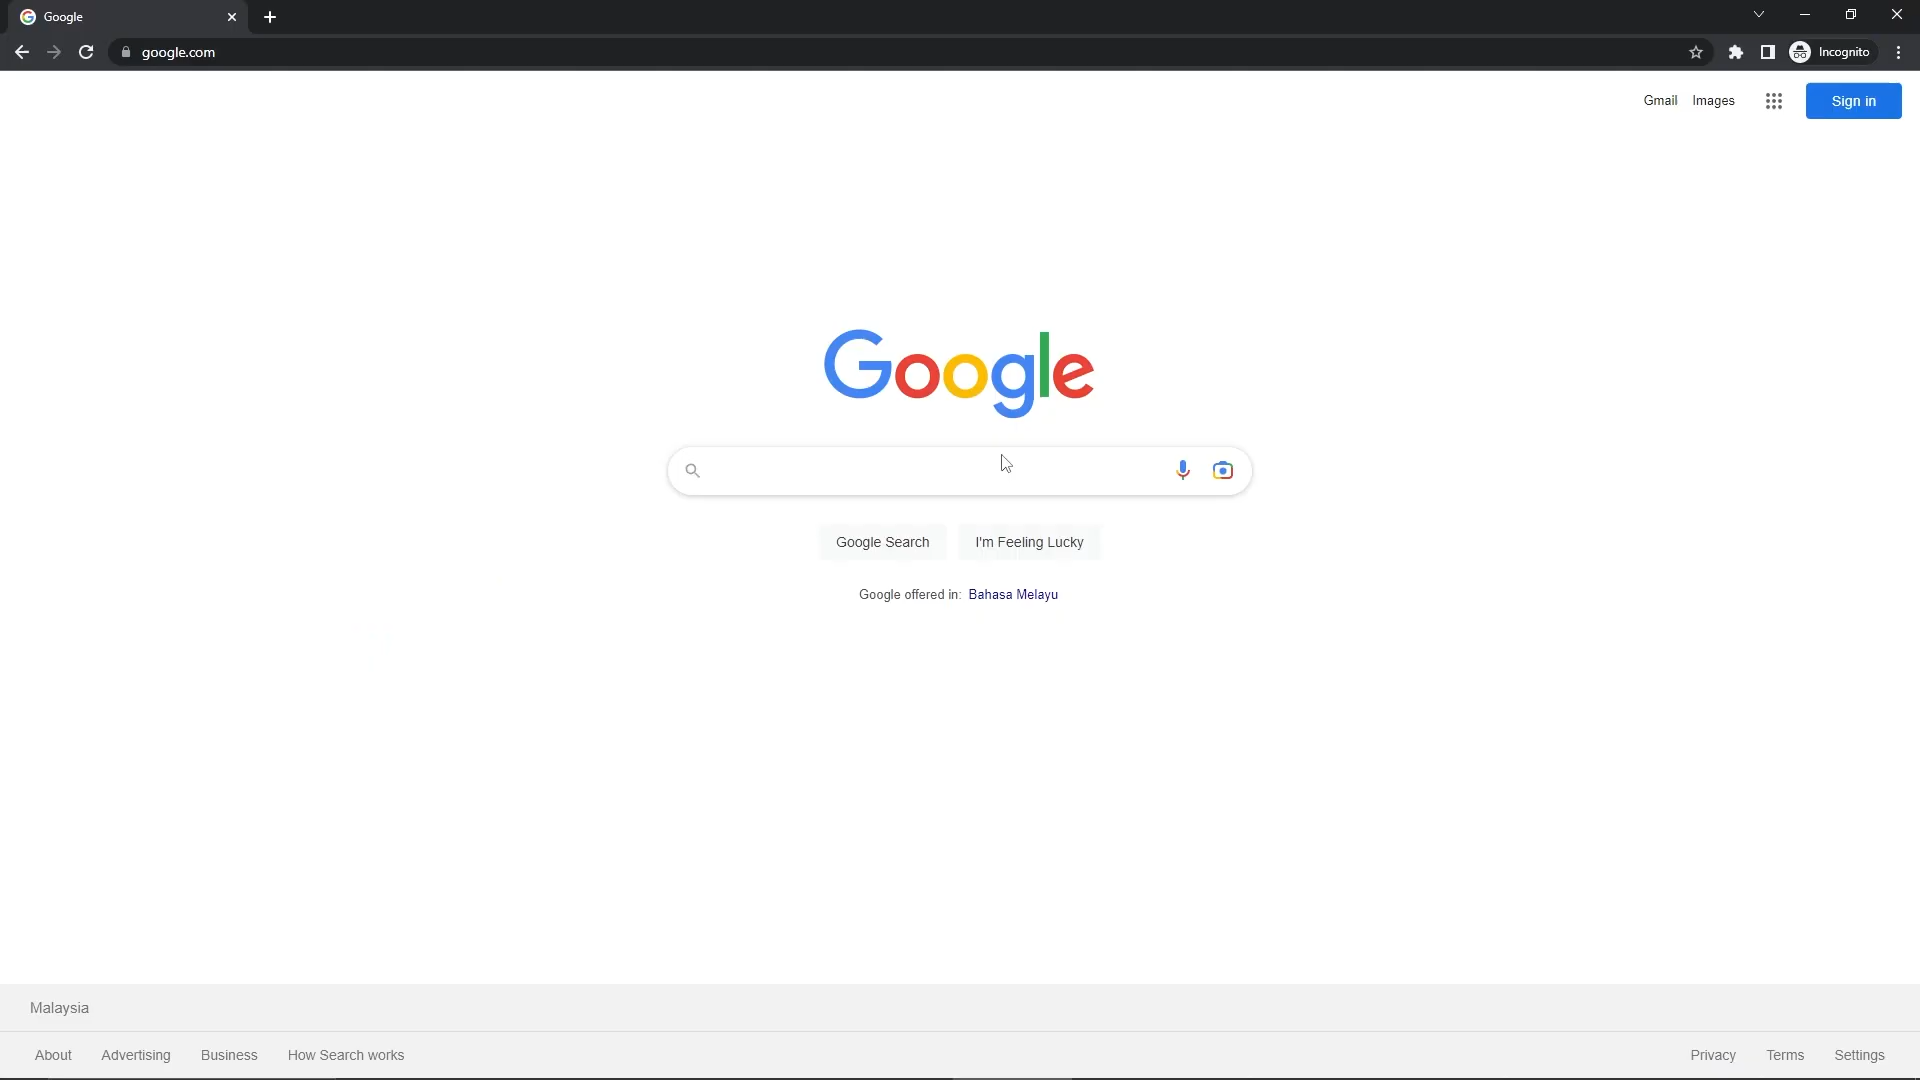 Google
google.com
Incognito
Gmail Images
Sign in
Google
Google Search I'm Feeling Lucky
Google offered in: Bahasa Melayu
Malaysia
About Advertising Business How Search works Privacy Terms Settings